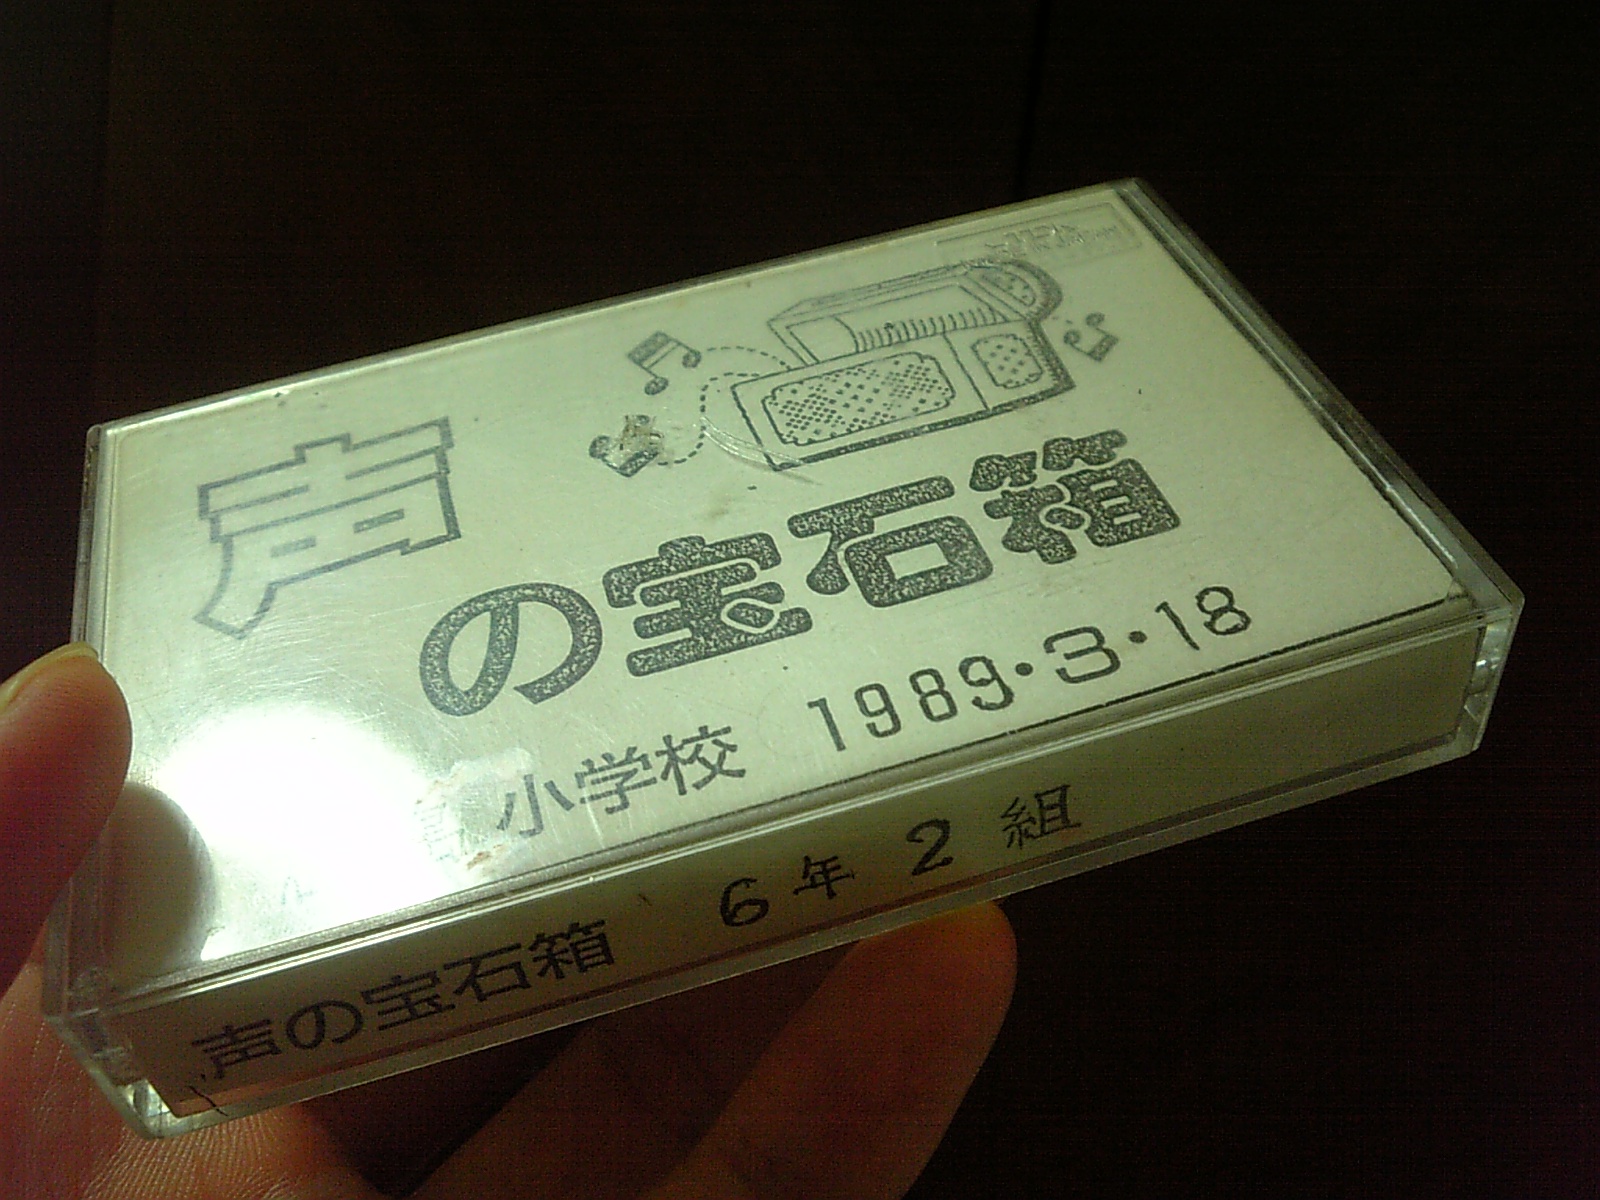 声
の宝石箱
小学校 1989・3・18
声の宝石箱 6年2組